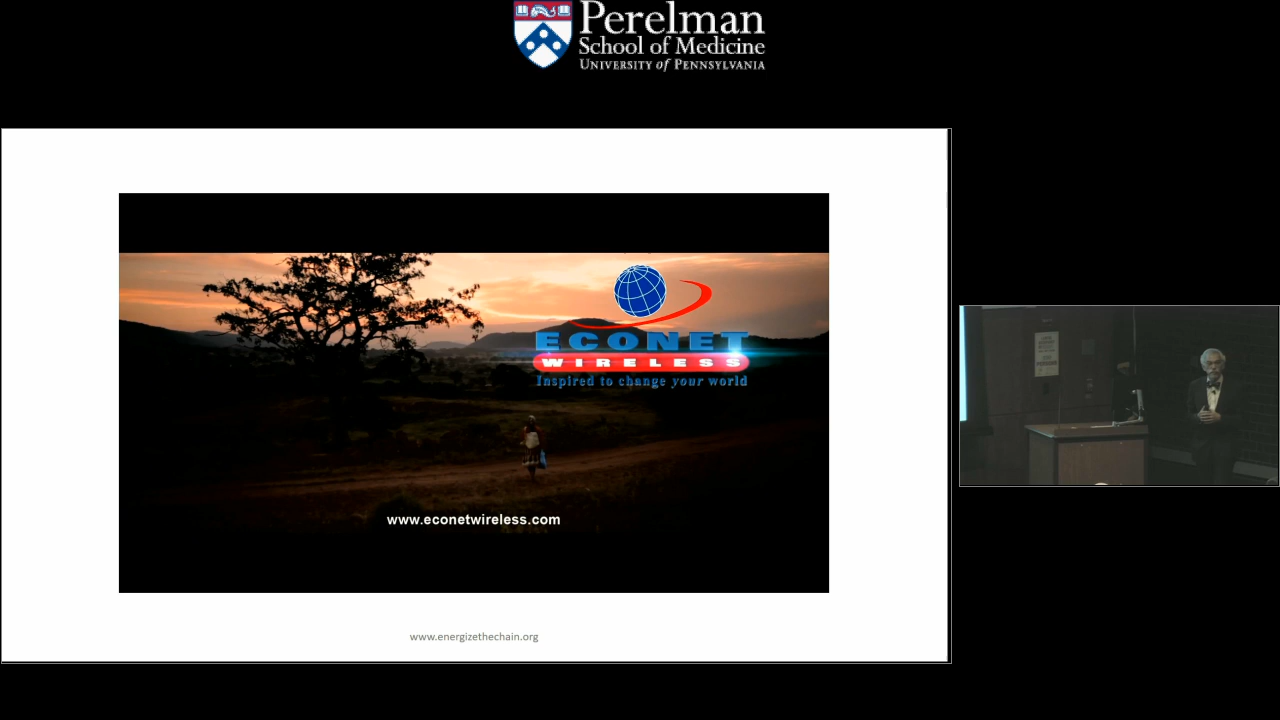 Perelman
School of Medicine
UNIVERSITY of PENNSYLVANIA
ECONET
WIRELESS
Inspired to change your world
www.econetwireless.com
www.energizethechain.org